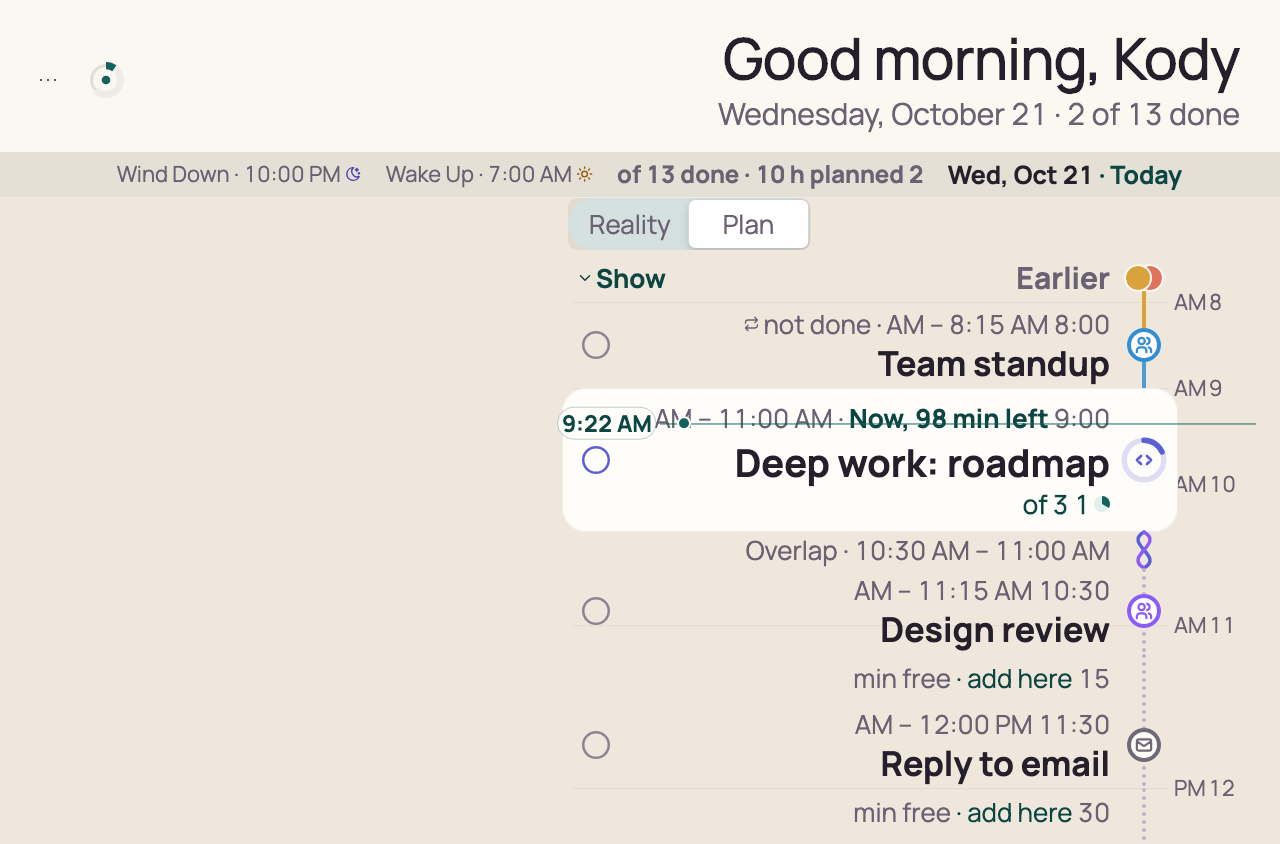 Good morning, Kody
Wednesday, October 21 · 2 of 13 done
Wind Down · 10:00 PM Wake Up · 7:00 AM of 13 done · 10 h planned 2 Wed, Oct 21 · Today
Reality Plan
Show Earlier
AM 8
not done · AM – 8:15 AM 8:00
Team standup
AM 9
9:22 AM AM – 11:00 AM · Now, 98 min left 9:00
Deep work: roadmap
AM 10
of 3 1
Overlap · 10:30 AM – 11:00 AM
AM – 11:15 AM 10:30
Design review
AM 11
min free · add here 15
AM – 12:00 PM 11:30
Reply to email
PM 12
min free · add here 30